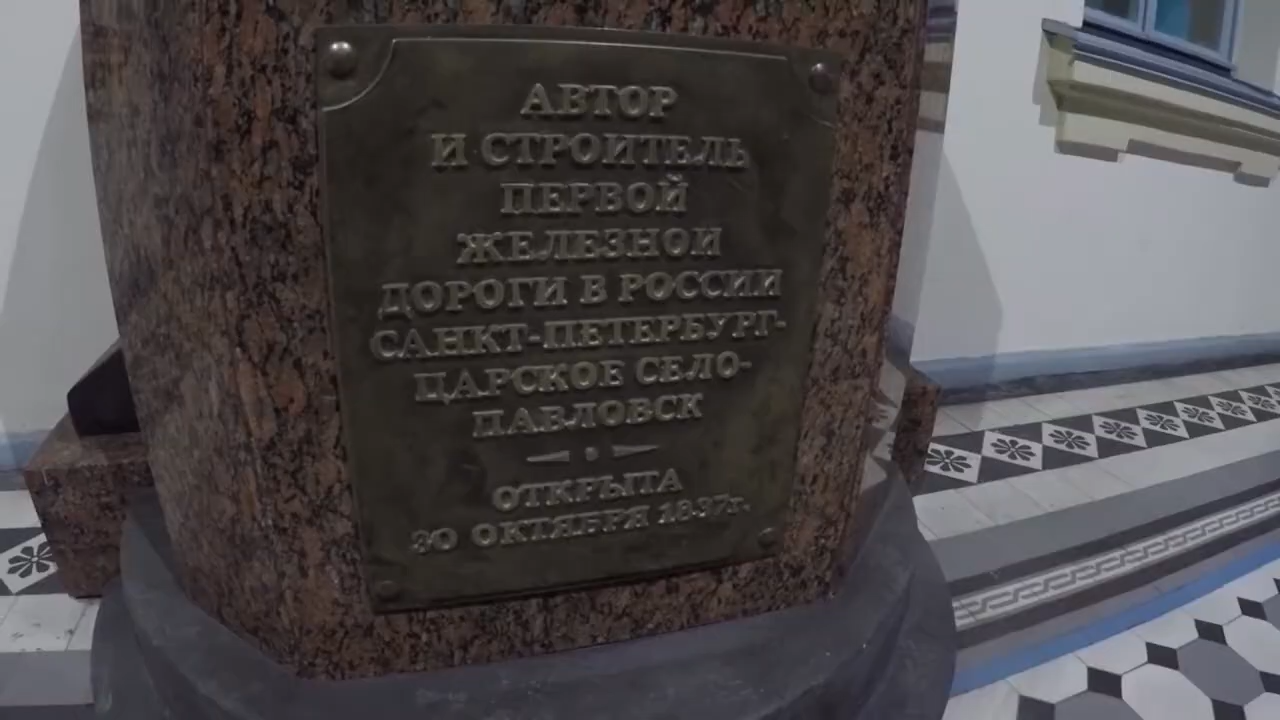 АВТОР
И СТРОИТЕЛЬ
ПЕРВОЙ
ЖЕЛЕЗНОЙ
ДОРОГИ В РОССИИ
САНКТ-ПЕТЕРБУРГ-
ЦАРСКОЕ СЕЛО-
ПАВЛОВСК
ОТКРЫТА
30 ОКТЯБРЯ 1837г.